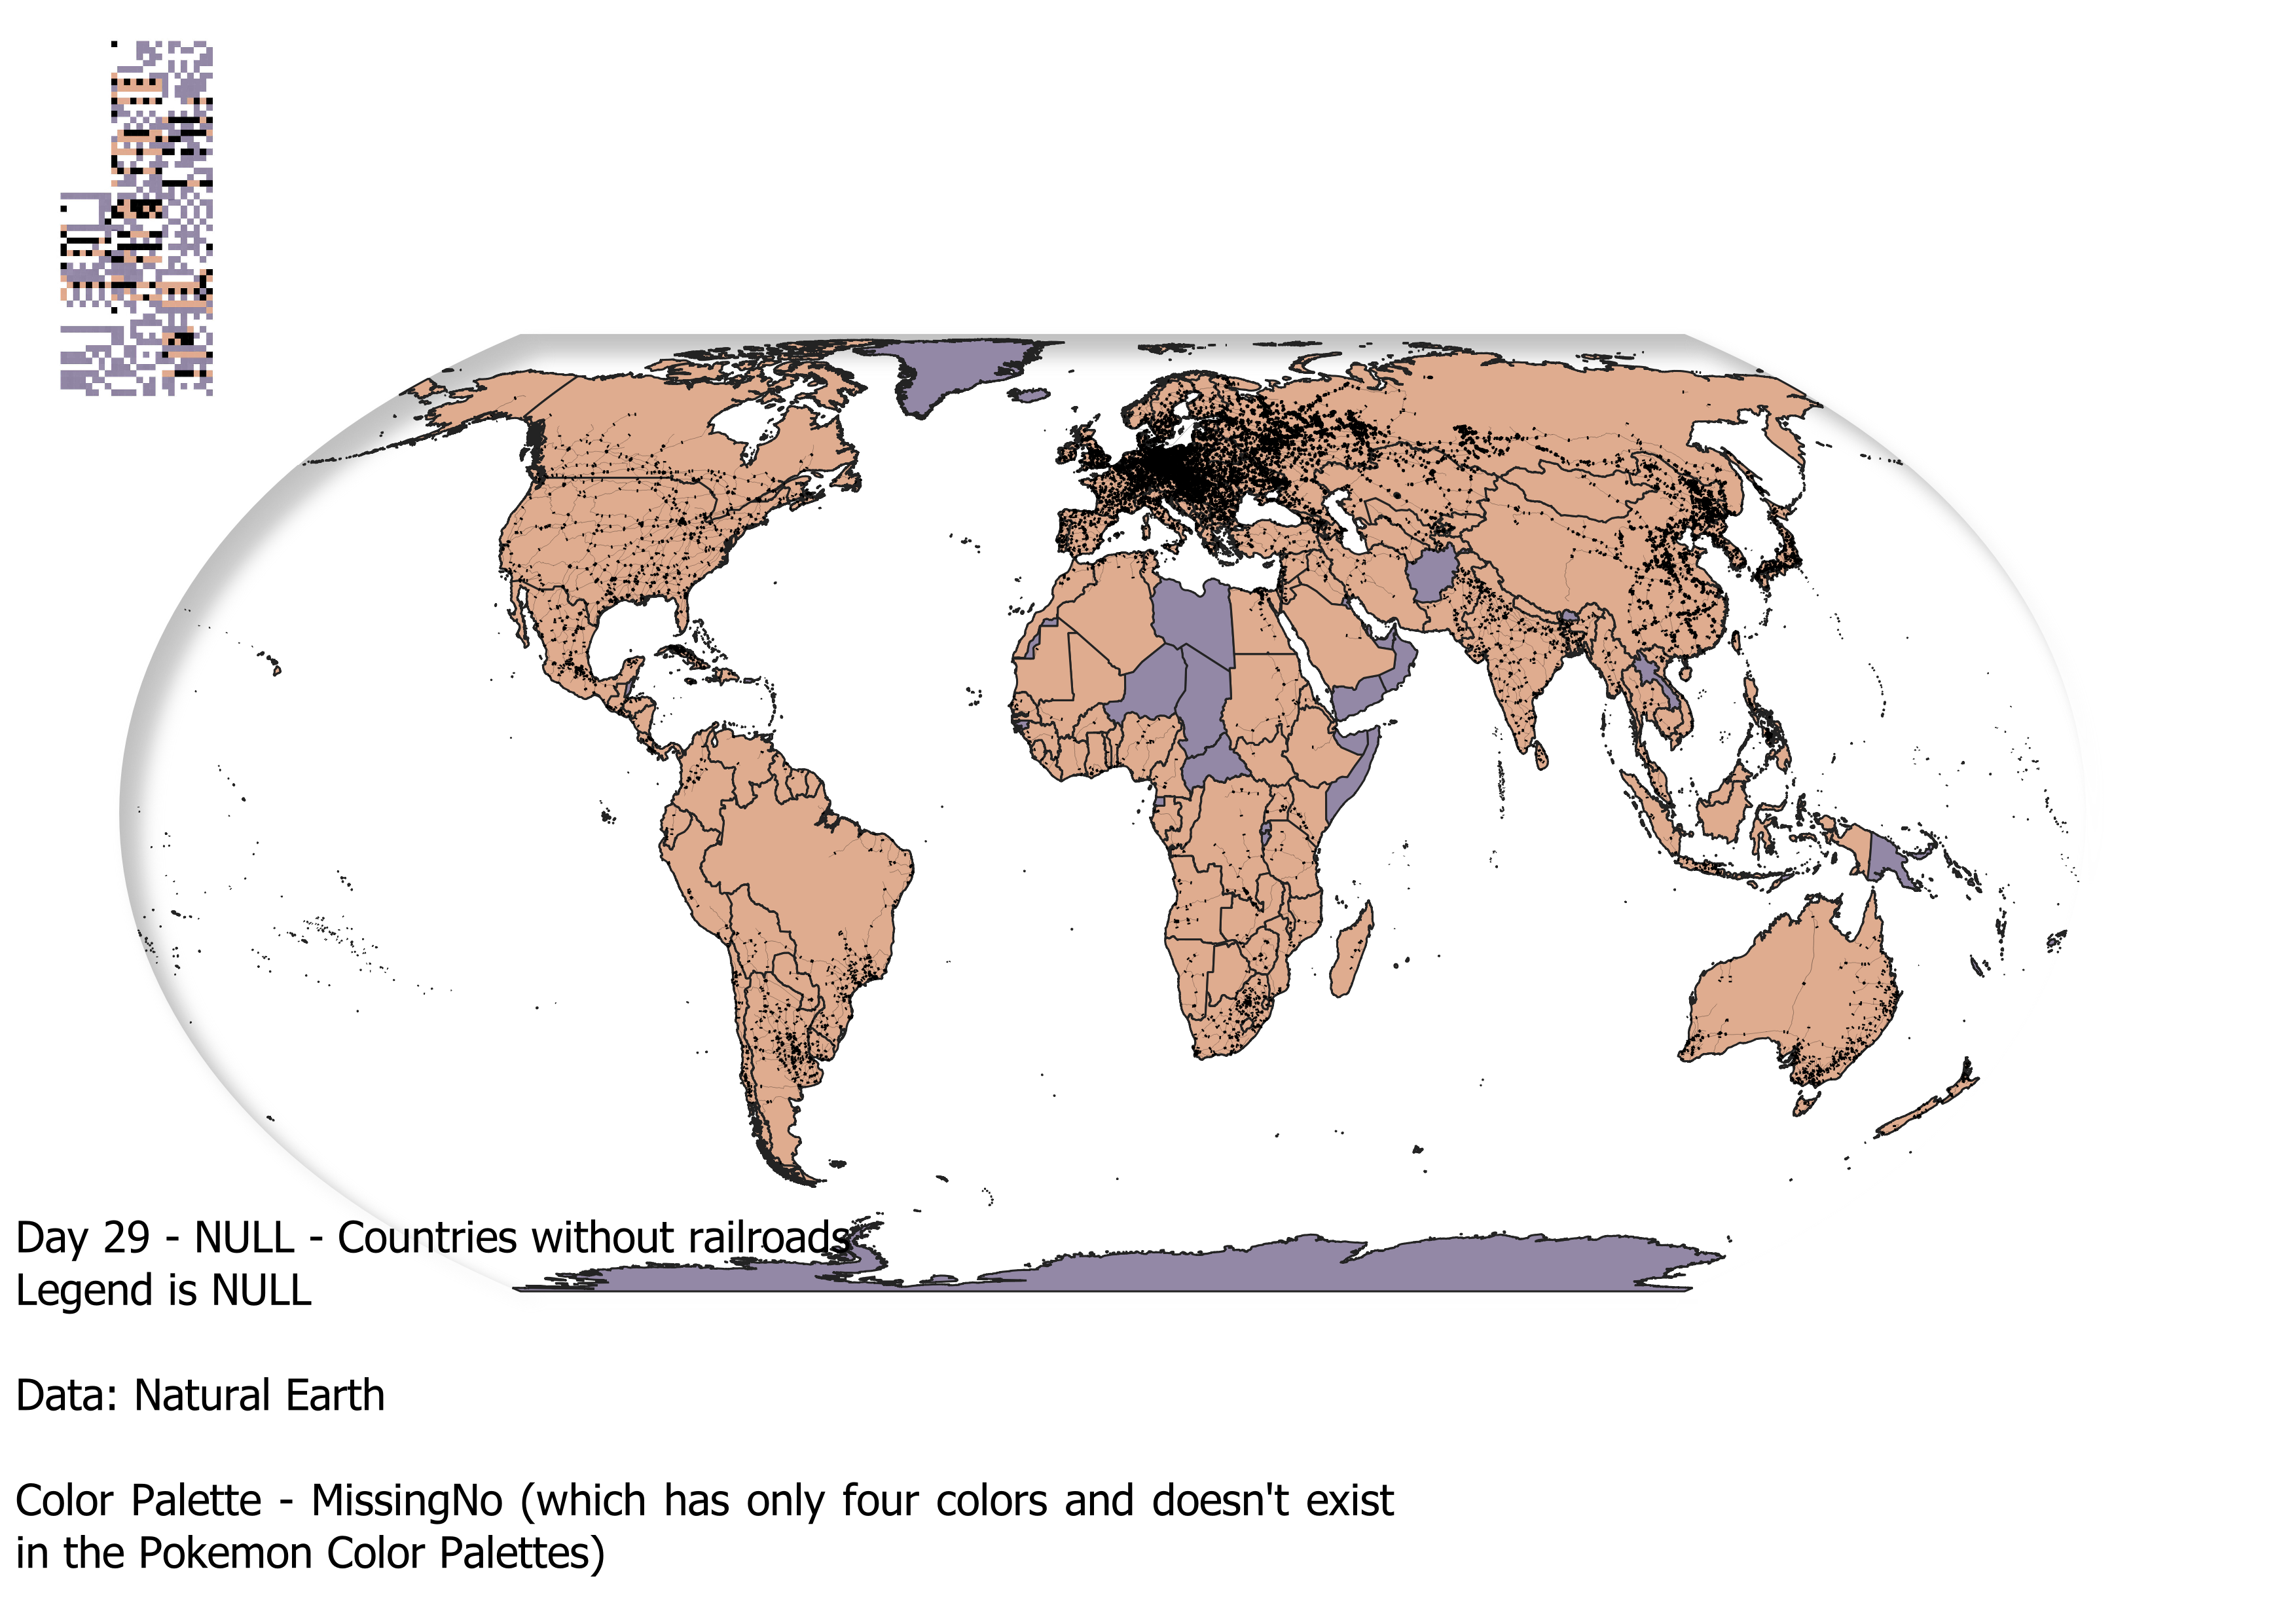 Day 29 - NULL - Countries without railroads
Legend is NULL
Data: Natural Earth
Color Palette - MissingNo (which has only four colors and doesn't exist
in the Pokemon Color Palettes)